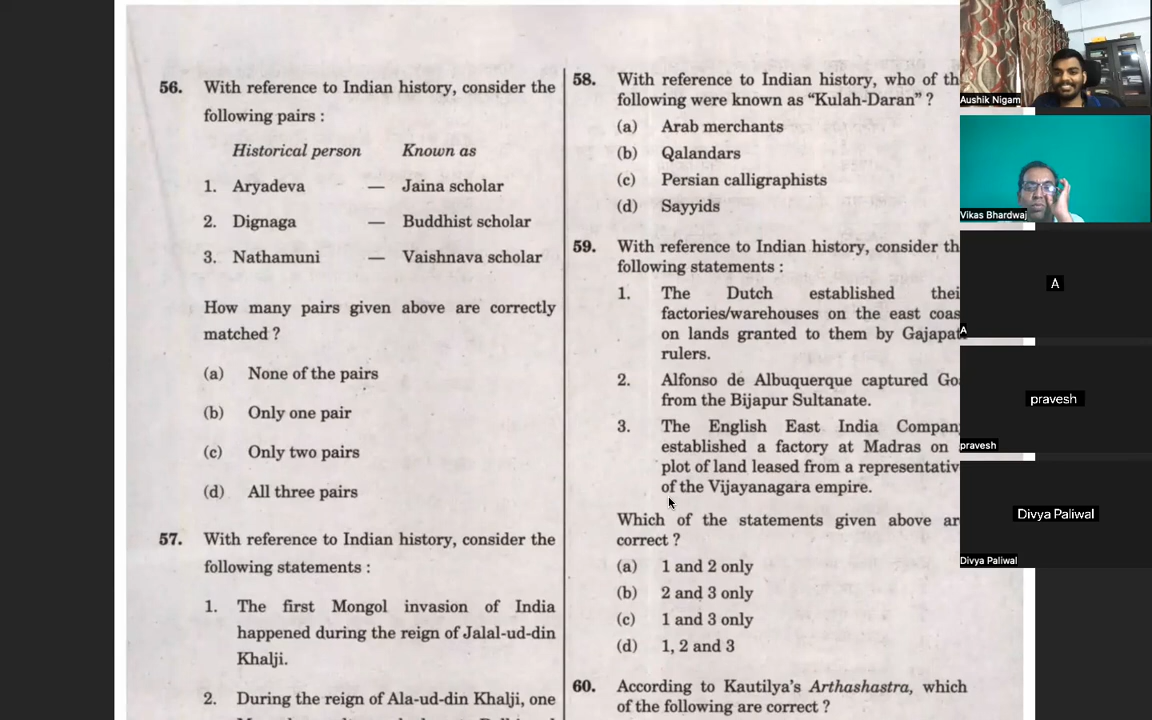 56. With reference to Indian history, consider the
following pairs :
Historical person Known as
1. Aryadeva — Jaina scholar
2. Dignaga — Buddhist scholar
3. Nathamuni — Vaishnava scholar
How many pairs given above are correctly
matched ?
(a) None of the pairs
(b) Only one pair
(c) Only two pairs
(d) All three pairs
57. With reference to Indian history, consider the
following statements :
1. The first Mongol invasion of India
happened during the reign of Jalal-ud-din
Khalji.
2. During the reign of Ala-ud-din Khalji, one
58. With reference to Indian history, who of th
following were known as “Kulah-Daran” ?
(a) Arab merchants
(b) Qalandars
(c) Persian calligraphists
(d) Sayyids
59. With reference to Indian history, consider th
following statements :
1. The Dutch established thei
factories/warehouses on the east coas
on lands granted to them by Gajapat
rulers.
2. Alfonso de Albuquerque captured Go
from the Bijapur Sultanate.
3. The English East India Compan
established a factory at Madras on
plot of land leased from a representativ
of the Vijayanagara empire.
Which of the statements given above ar
correct ?
(a) 1 and 2 only
(b) 2 and 3 only
(c) 1 and 3 only
(d) 1, 2 and 3
60. According to Kautilya’s Arthashastra, which
of the following are correct ?
Aushik Nigam
Vikas Bhardwaj
A
A
pravesh
pravesh
Divya Paliwal
Divya Paliwal